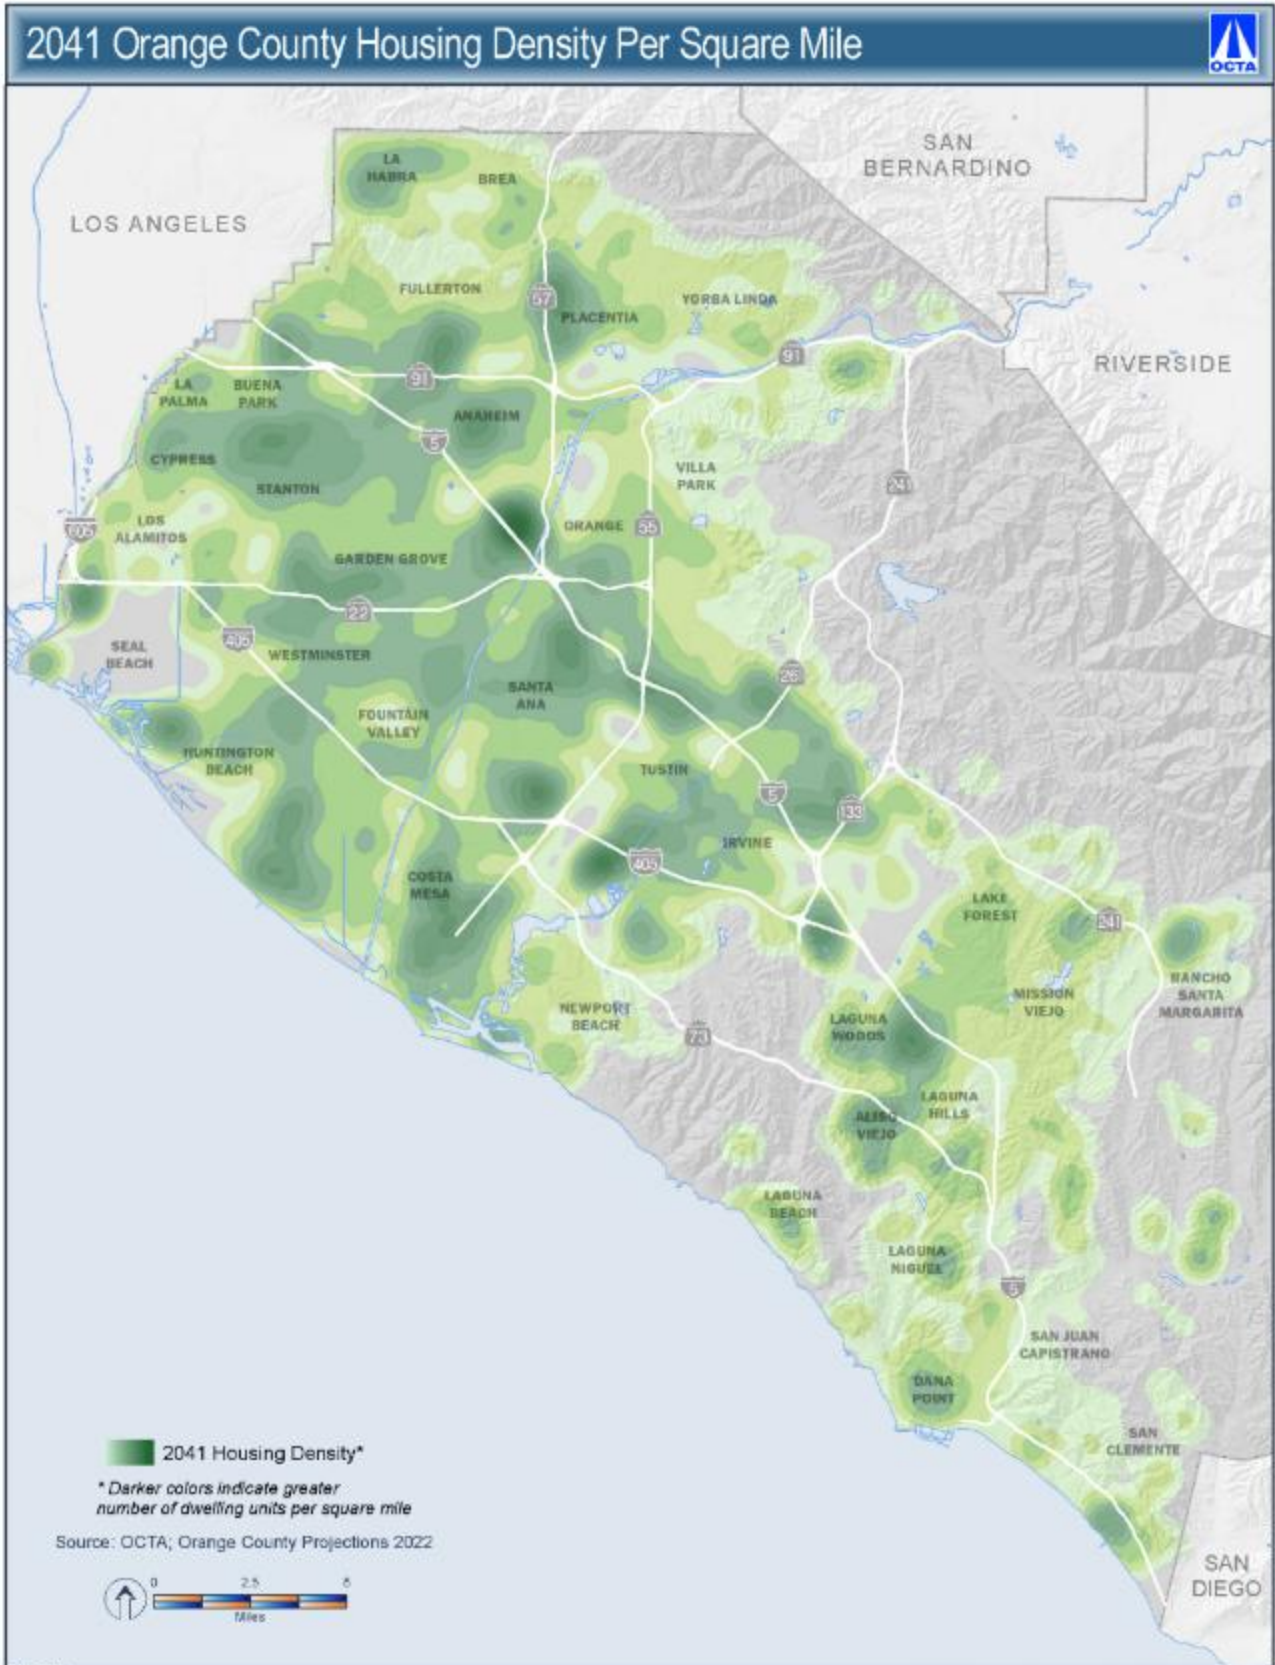 2041 Orange County Housing Density Per Square Mile
OCTA
SAN
BERNARDINO
LOS ANGELES
RIVERSIDE
LA
HABRA
BREA
FULLERTON
57
PLACENTIA
YORBA LINDA
91
LA
PALMA
BUENA
PARK
91
ANAHEIM
5
CYPRESS
STANTON
VILLA
PARK
241
605
LOS
ALAMITOS
ORANGE
55
GARDEN GROVE
22
405
SEAL
BEACH
WESTMINSTER
SANTA
ANA
FOUNTAIN
VALLEY
HUNTINGTON
BEACH
TUSTIN
5
133
IRVINE
405
COSTA
MESA
LAKE
FOREST
241
RANCHO
SANTA
MARGARITA
MISSION
VIEJO
NEWPORT
BEACH
LAGUNA
WOODS
73
LAGUNA
HILLS
ALISO
VIEJO
LAGUNA
BEACH
LAGUNA
NIGUEL
5
SAN JUAN
CAPISTRANO
DANA
POINT
SAN
CLEMENTE
SAN
DIEGO
2041 Housing Density*
* Darker colors indicate greater
number of dwelling units per square mile
Source: OCTA; Orange County Projections 2022
0 2.5 5
Miles